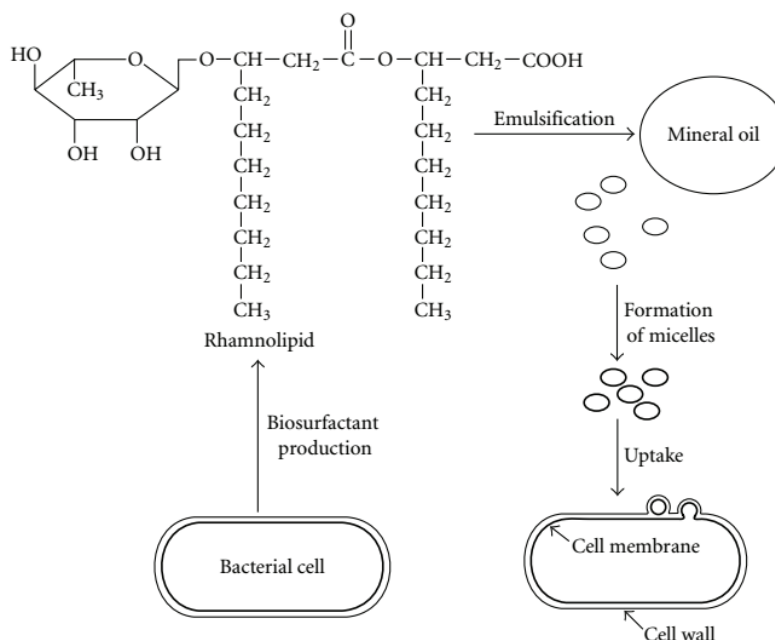 O
HO O O–CH–CH₂–C–O–CH–CH₂–COOH
CH₃
CH₂ CH₂
CH₂ CH₂
CH₂ CH₂
CH₂ CH₂
CH₂ CH₂
CH₂ CH₂
CH₃ CH₃
OH OH
Rhamnolipid
Emulsification
Mineral oil
Formation
of micelles
Biosurfactant
production
Uptake
Bacterial cell
Cell membrane
Cell wall